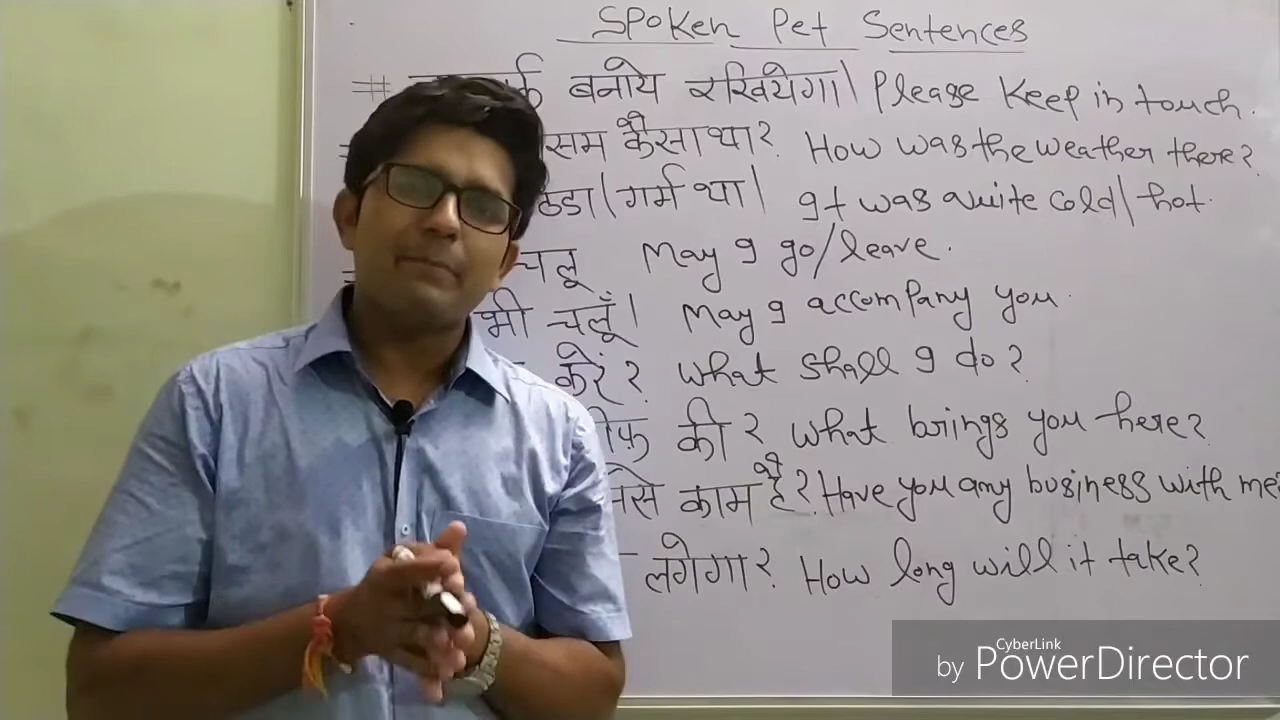 Spoken Pet Sentences
# बनाये रखियेगा। Please Keep in touch.
कैसा था? How was the weather there?
ठंडा/गर्म था। It was quite cold/hot.
चलू May I go/leave.
भी चलूँ। May I accompany you.
करें? What shall I do?
की? What brings you here?
काम है? Have you any business with me?
लगेगा? How long will it take?
by CyberLink PowerDirector